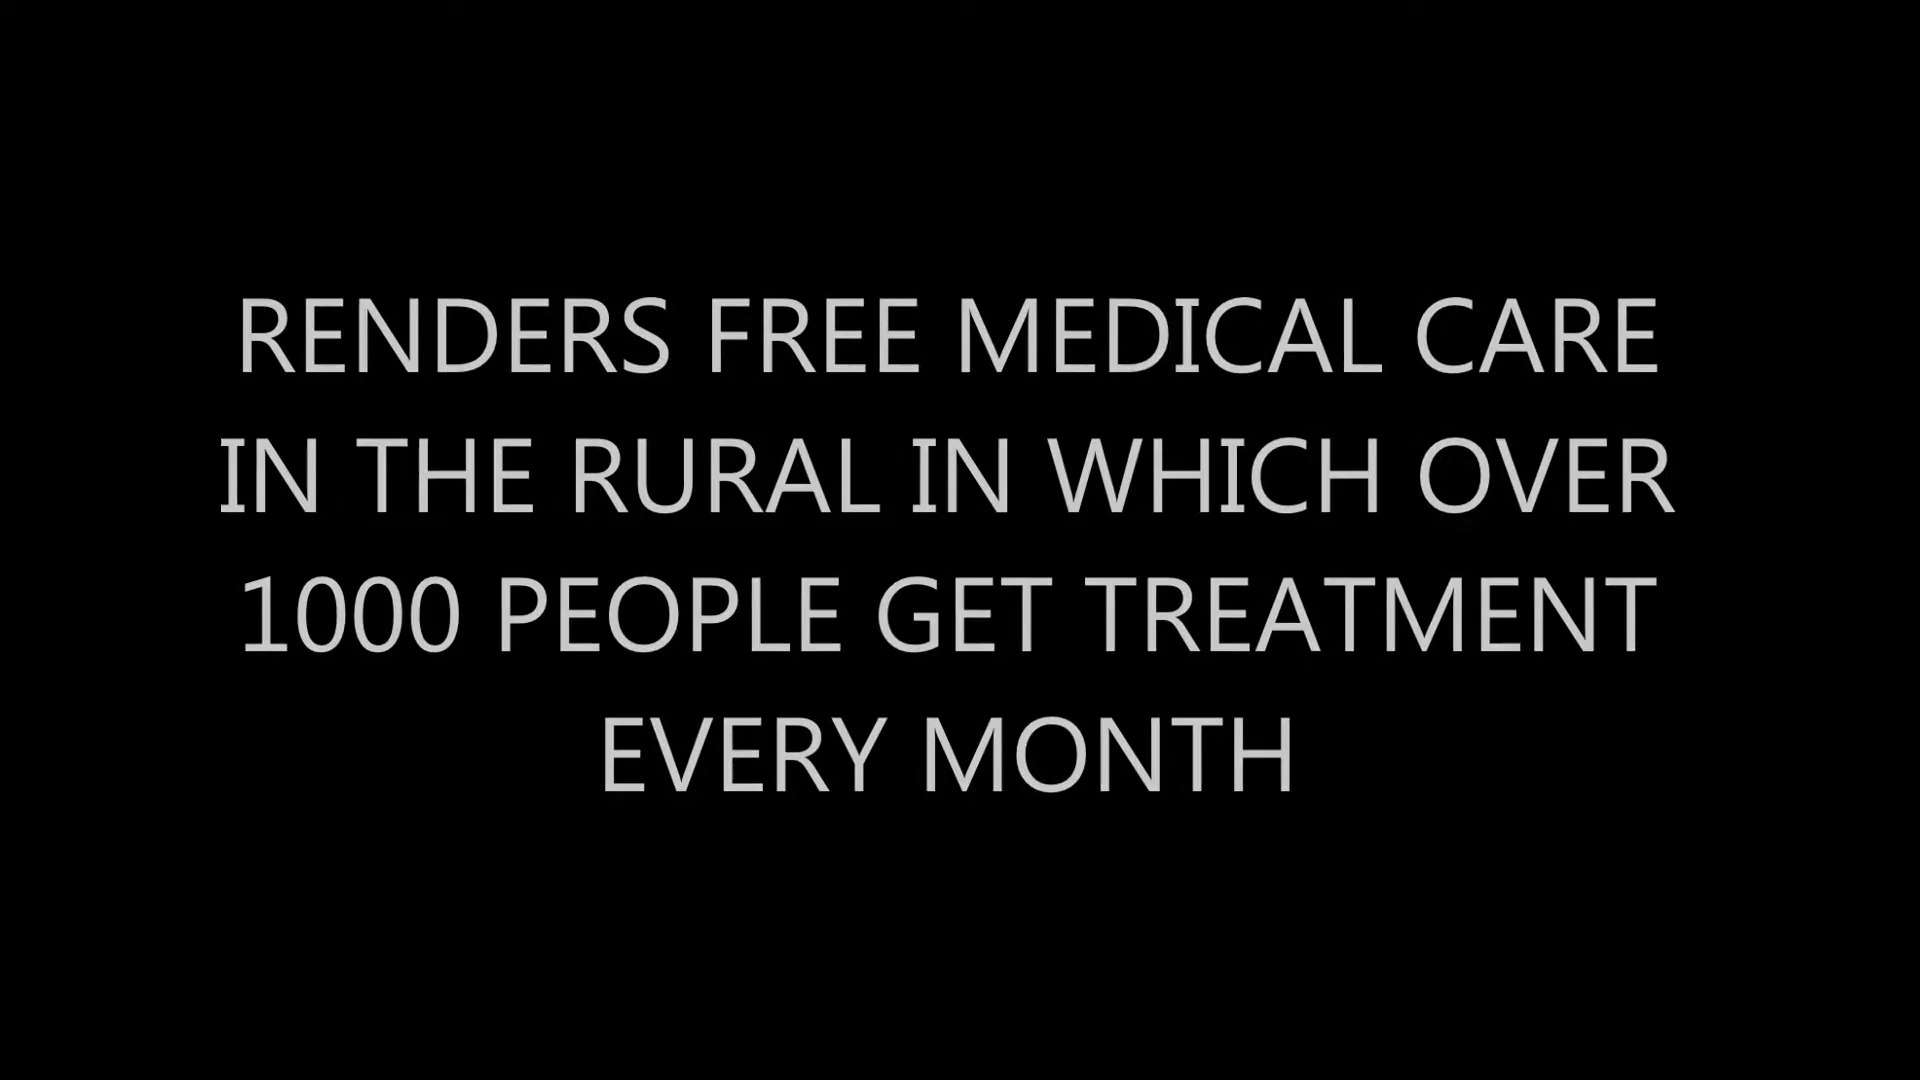 RENDERS FREE MEDICAL CARE
IN THE RURAL IN WHICH OVER
1000 PEOPLE GET TREATMENT
EVERY MONTH